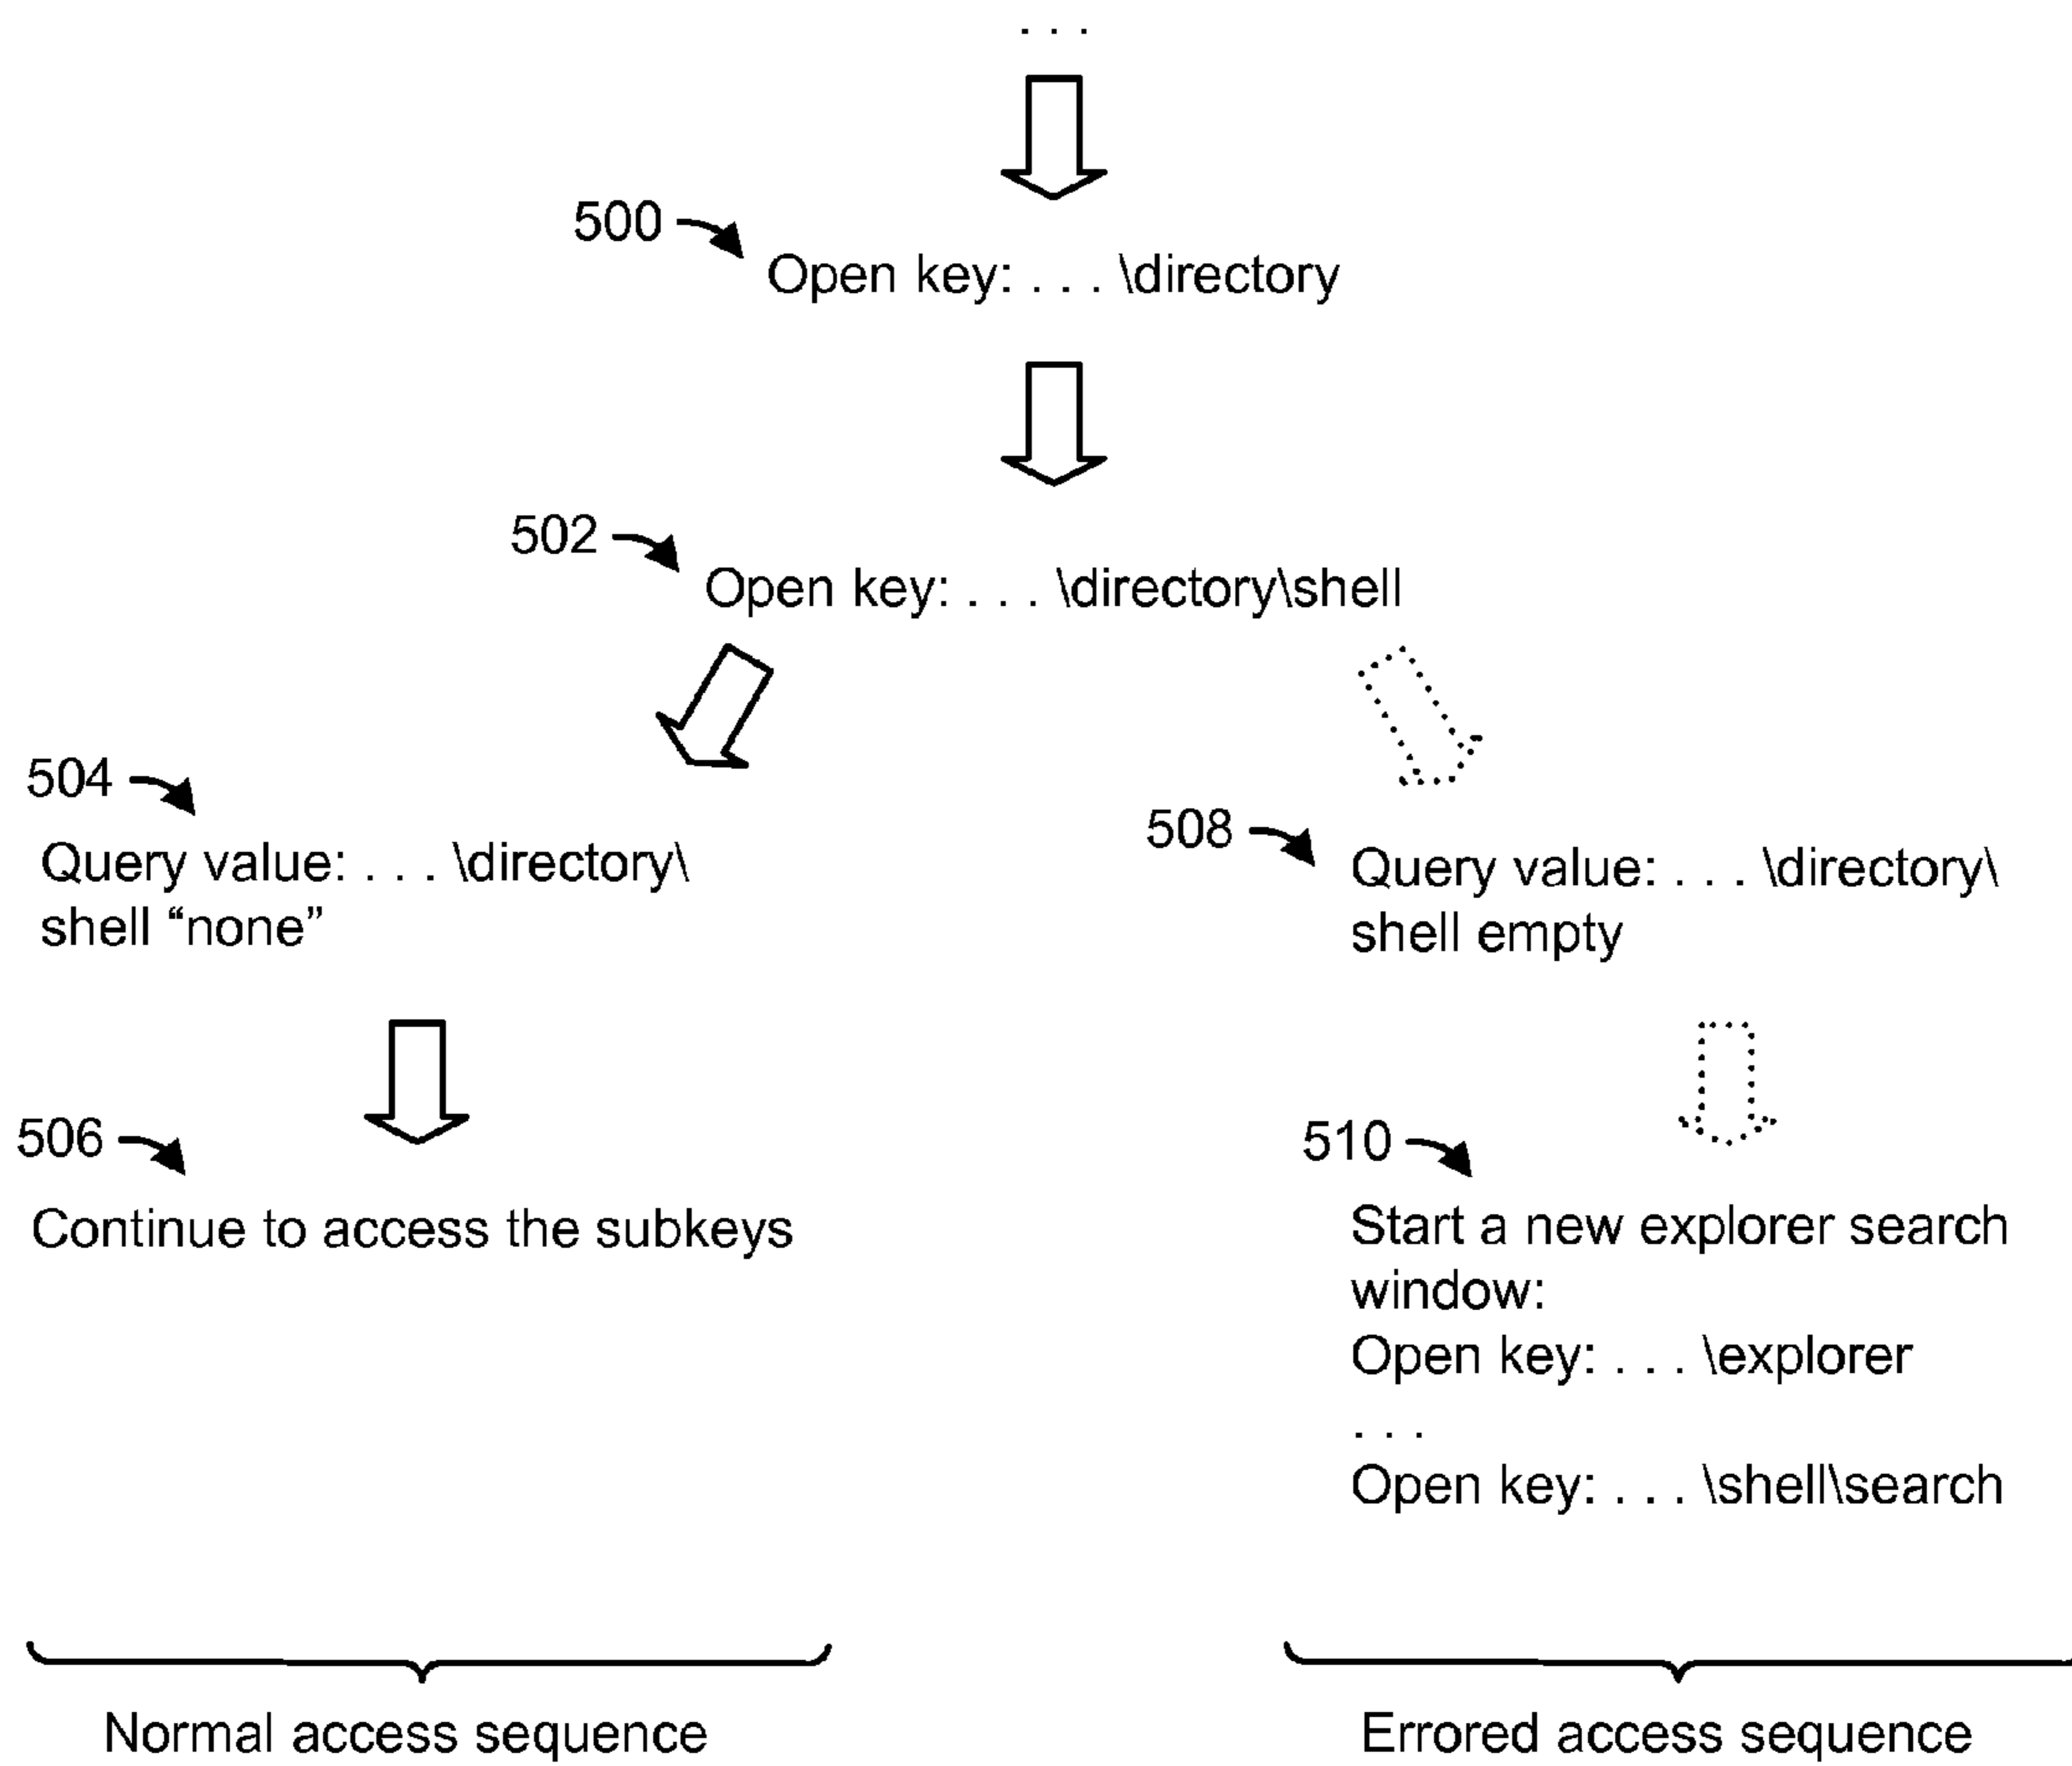 . . .
500
Open key: . . . \directory
502
Open key: . . . \directory\shell
504
Query value: . . . \directory\
shell “none”
508
Query value: . . . \directory\
shell empty
506
Continue to access the subkeys
510
Start a new explorer search
window:
Open key: . . . \explorer
. . .
Open key: . . . \shell\search
Normal access sequence
Errored access sequence